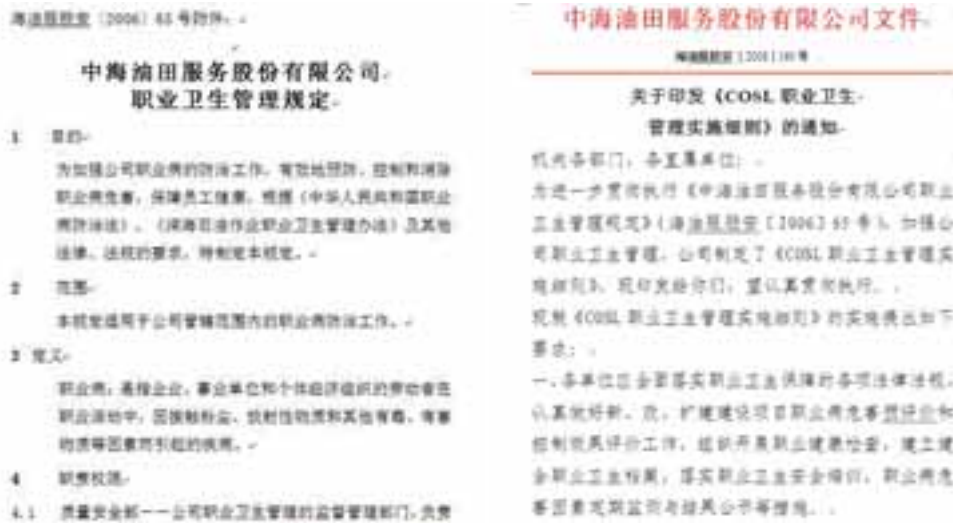 海油服质安〔2006〕65号附件
中海油田服务股份有限公司
职业卫生管理规定
1 目的
为加强公司职业病的防治工作，有效地预防、控制和消除
职业病危害，保障员工健康，根据《中华人民共和国职业
病防治法》、《深海石油作业职业卫生管理办法》及其他
法律、法规的要求，特制定本规定。
2 范围
本规定适用于公司管辖范围内的职业病防治工作。
3 定义
职业病：是指企业、事业单位和个体经济组织的劳动者在
职业活动中，因接触粉尘、放射性物质和其他有毒、有害
物质等因素而引起的疾病。
4 职责权限
4.1 质量安全部——公司职业卫生管理的监督管理部门，负责
中海油田服务股份有限公司文件
关于印发《COSL 职业卫生
管理实施细则》的通知
机关各部门，各直属单位：
为进一步贯彻执行《中海油田服务股份有限公司职业
卫生管理规定》（海油服质安〔2006〕65号），加强公
司职业卫生管理，公司制定了《COSL 职业卫生管理实
施细则》，现印发给你们，望认真贯彻执行。
现就《COSL 职业卫生管理实施细则》的实施提出如下
要求：
一、各单位应全面落实职业卫生保障的各项法律法规，
认真做好新、改、扩建建设项目职业病危害预评价和
控制效果评价工作，组织开展职业健康检查，建立健
全职业卫生档案，落实职业卫生安全培训，职业病危
害因素定期监测与结果公示等措施。